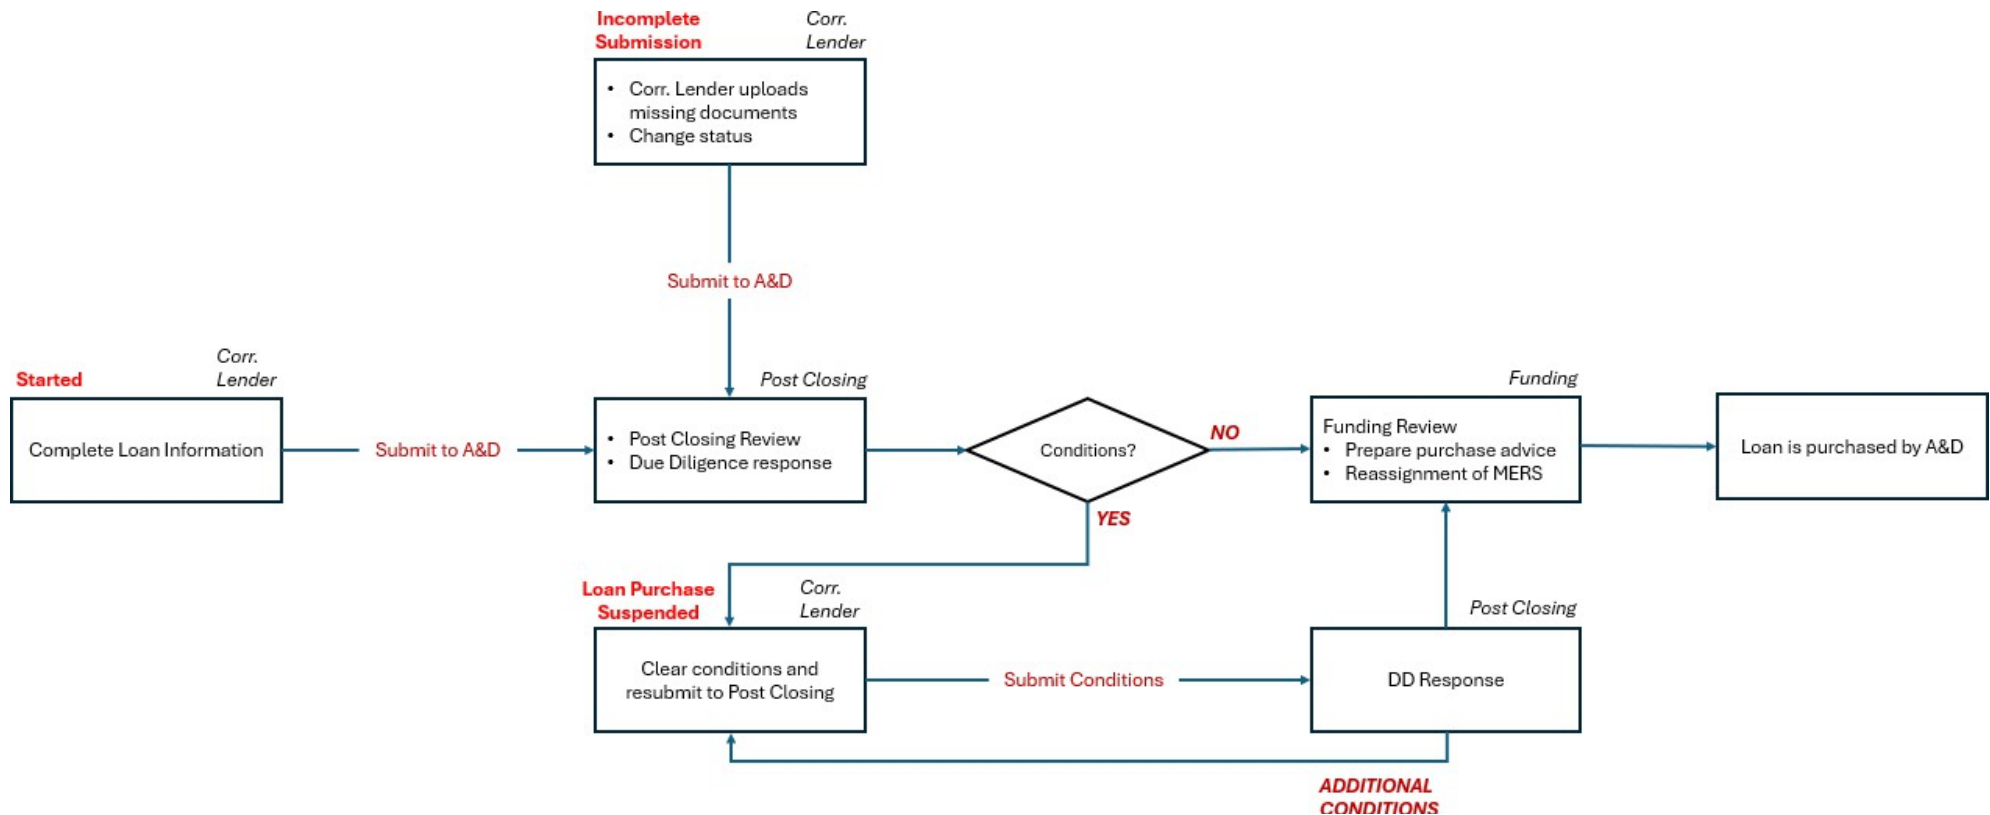 Incomplete
Submission
Corr.
Lender
• Corr. Lender uploads
missing documents
• Change status
Submit to A&D
Started
Corr.
Lender
Complete Loan Information
Submit to A&D
Post Closing
• Post Closing Review
• Due Diligence response
Conditions?
NO
YES
Funding
Funding Review
• Prepare purchase advice
• Reassignment of MERS
Loan is purchased by A&D
Loan Purchase
Suspended
Corr.
Lender
Clear conditions and
resubmit to Post Closing
Submit Conditions
Post Closing
DD Response
ADDITIONAL
CONDITIONS